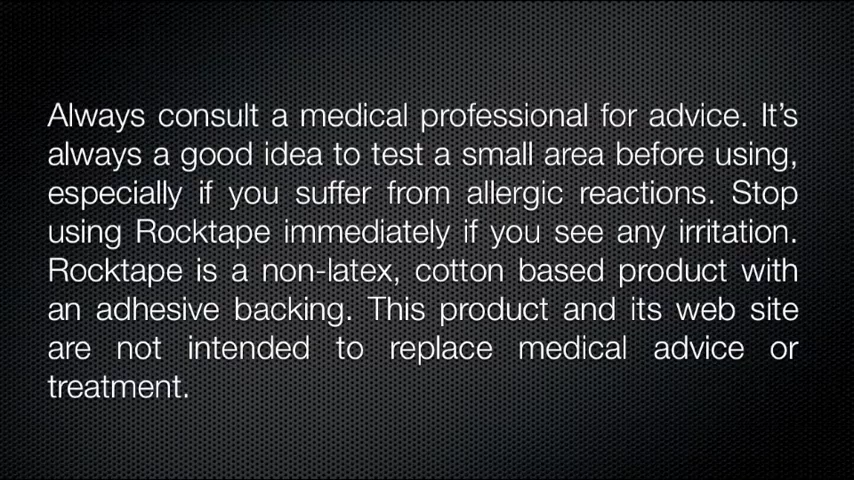 Always consult a medical professional for advice. It's
always a good idea to test a small area before using,
especially if you suffer from allergic reactions. Stop
using Rocktape immediately if you see any irritation.
Rocktape is a non-latex, cotton based product with
an adhesive backing. This product and its web site
are not intended to replace medical advice or
treatment.